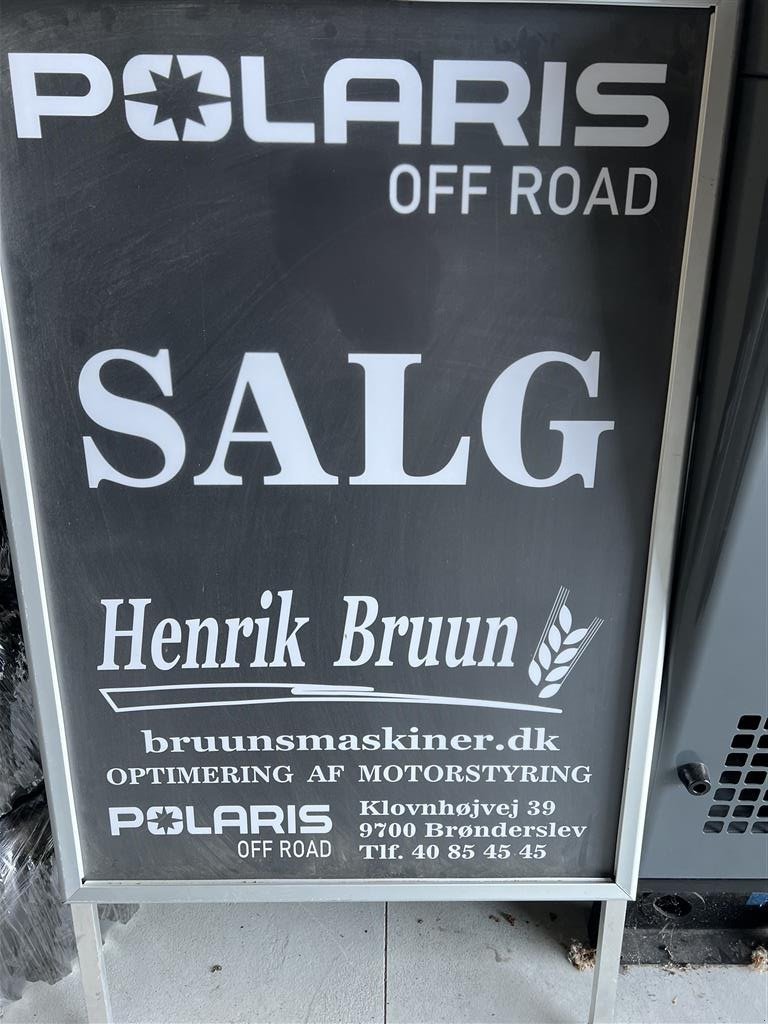 POLARIS
OFF ROAD
SALG
Henrik Bruun
bruunsmaskiner.dk
OPTIMERING AF MOTORSTYRING
POLARIS
OFF ROAD
Klovnhøjvej 39
9700 Brønderslev
Tlf. 40 85 45 45